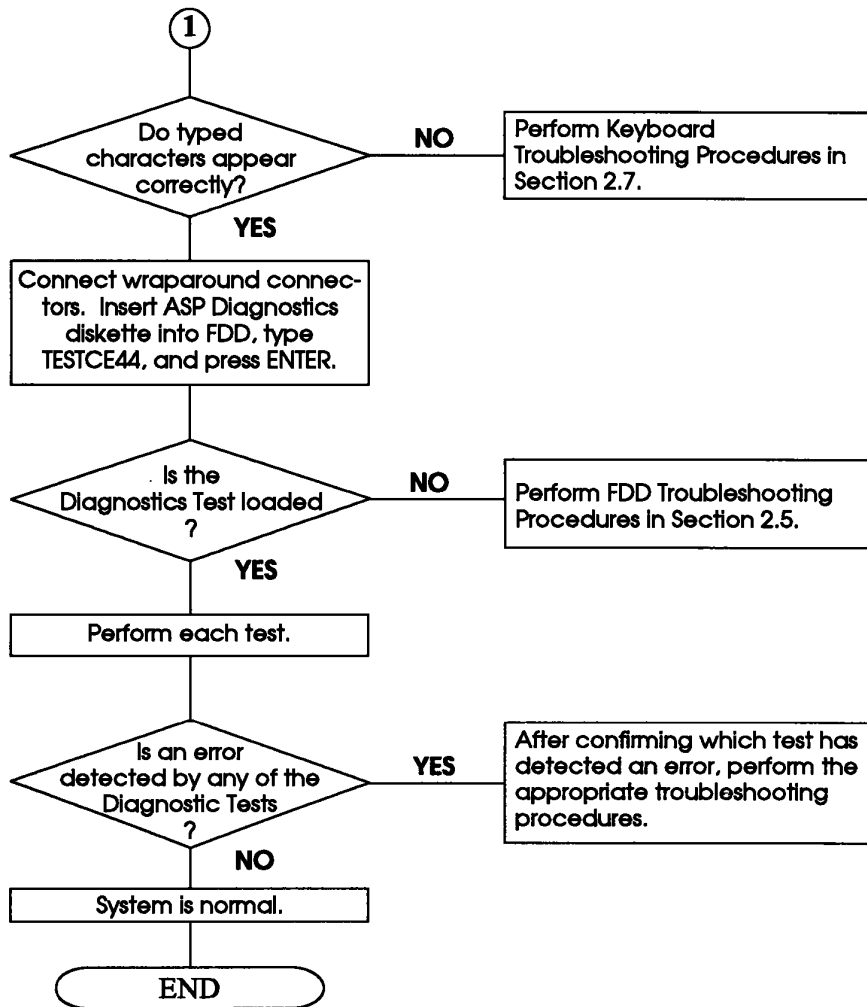 1
Do typed
characters appear
correctly?
NO
Perform Keyboard
Troubleshooting Procedures in
Section 2.7.
YES
Connect wraparound connec-
tors. Insert ASP Diagnostics
diskette into FDD, type
TESTCE44, and press ENTER.
Is the
Diagnostics Test loaded
?
NO
Perform FDD Troubleshooting
Procedures in Section 2.5.
YES
Perform each test.
Is an error
detected by any of the
Diagnostic Tests
?
YES
After confirming which test has
detected an error, perform the
appropriate troubleshooting
procedures.
NO
System is normal.
END